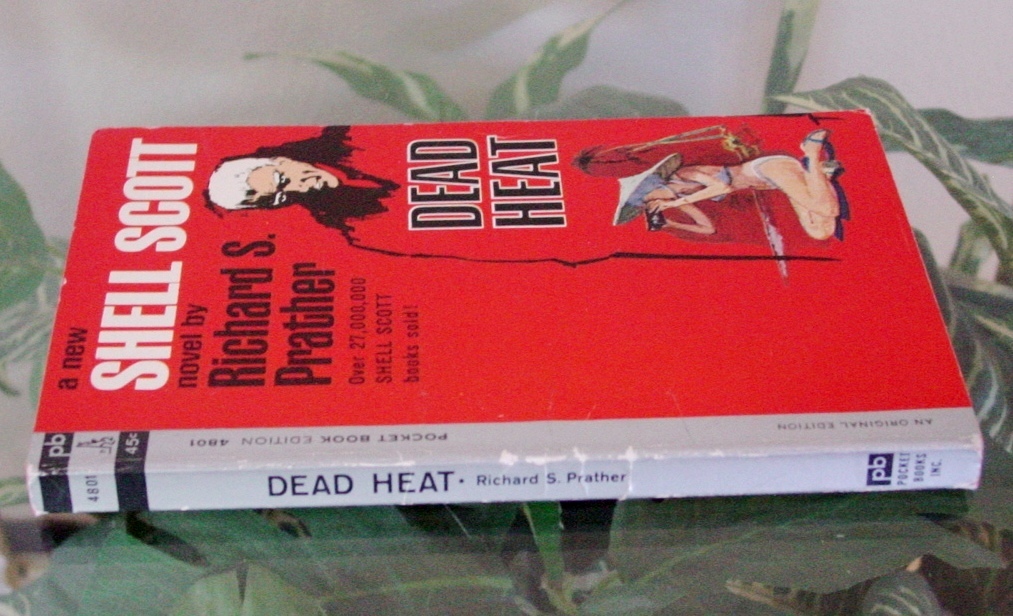 a new
SHELL SCOTT
novel by
Richard S.
Prather
Over 27,000,000
SHELL SCOTT
books sold!
DEAD
HEAT
pb
45c
POCKET BOOK EDITION 4801
AN ORIGINAL EDITION
4801
DEAD HEAT • Richard S. Prather
pb
POCKET
BOOKS
INC.